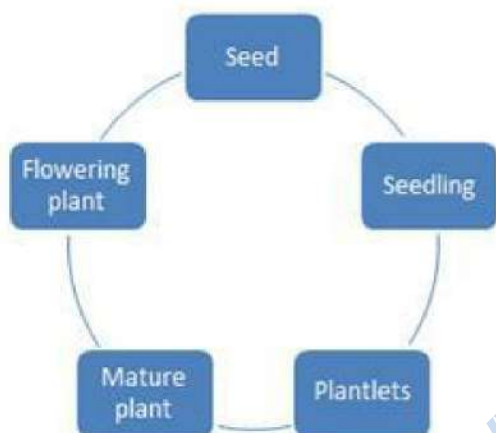 Seed
Seedling
Plantlets
Mature
plant
Flowering
plant